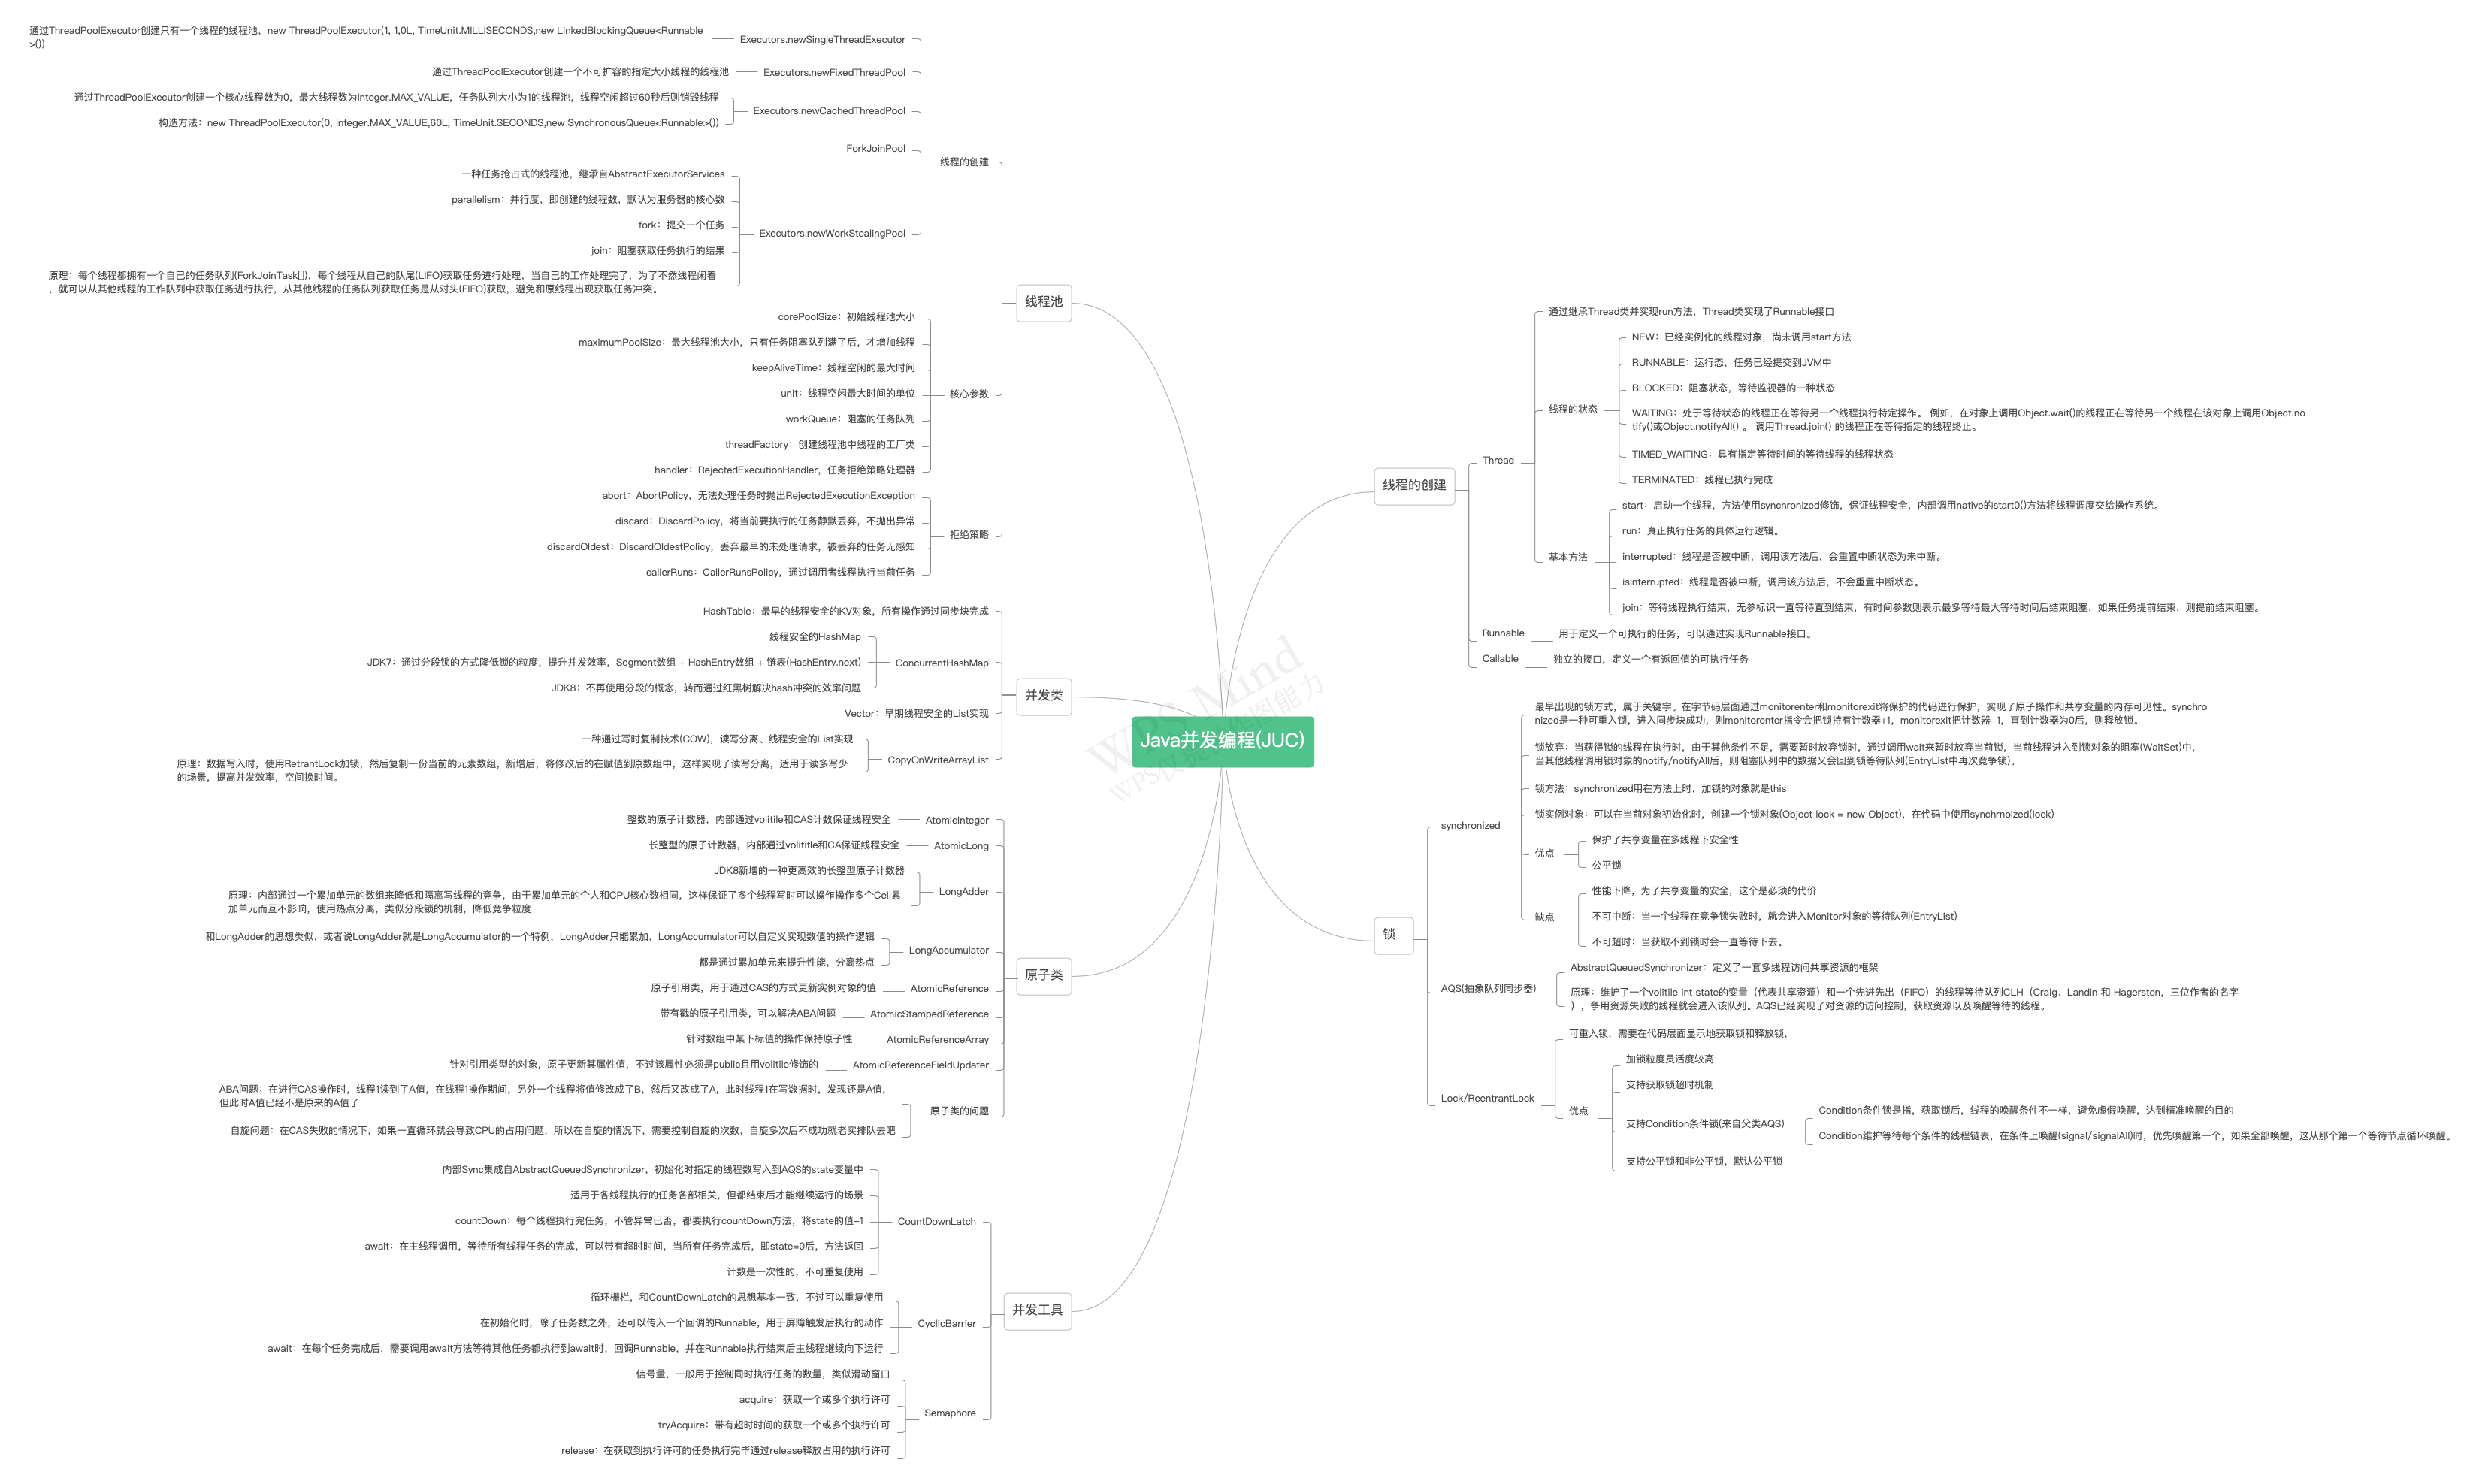 Java并发编程(JUC)
线程的创建
Thread
通过继承Thread类并实现run方法，Thread类实现了Runnable接口
线程的状态
NEW：已经实例化的线程对象，尚未调用start方法
RUNNABLE：运行态，任务已经提交到JVM中
BLOCKED：阻塞状态，等待监视器的一种状态
WAITING：处于等待状态的线程正在等待另一个线程执行特定操作。 例如，在对象上调用Object.wait()的线程正在等待另一个线程在该对象上调用Object.no
tify()或Object.notifyAll() 。 调用Thread.join() 的线程正在等待指定的线程终止。
TIMED_WAITING：具有指定等待时间的等待线程的线程状态
TERMINATED：线程已执行完成
基本方法
start：启动一个线程，方法使用synchronized修饰，保证线程安全，内部调用native的start0()方法将线程调度交给操作系统。
run：真正执行任务的具体运行逻辑。
interrupted：线程是否被中断，调用该方法后，会重置中断状态为未中断。
isInterrupted：线程是否被中断，调用该方法后，不会重置中断状态。
join：等待线程执行结束，无参标识一直等待直到结束，有时间参数则表示最多等待最大等待时间后结束阻塞，如果任务提前结束，则提前结束阻塞。
Runnable
用于定义一个可执行的任务，可以通过实现Runnable接口。
Callable
独立的接口，定义一个有返回值的可执行任务
锁
synchronized
最早出现的锁方式，属于关键字。在字节码层面通过monitorenter和monitorexit将保护的代码进行保护，实现了原子操作和共享变量的内存可见性。synchro
nized是一种可重入锁，进入同步块成功，则monitorenter指令会把锁持有计数器+1，monitorexit把计数器-1，直到计数器为0后，则释放锁。
锁放弃：当获得锁的线程在执行时，由于其他条件不足，需要暂时放弃锁时，通过调用wait来暂时放弃当前锁，当前线程进入到锁对象的阻塞(WaitSet)中，
当其他线程调用锁对象的notify/notifyAll后，则阻塞队列中的数据又会回到锁等待队列(EntryList中再次竞争锁)。
锁方法：synchronized用在方法上时，加锁的对象就是this
锁实例对象：可以在当前对象初始化时，创建一个锁对象(Object lock = new Object)，在代码中使用synchrnoized(lock)
优点
保护了共享变量在多线程下安全性
公平锁
缺点
性能下降，为了共享变量的安全，这个是必须的代价
不可中断：当一个线程在竞争锁失败时，就会进入Monitor对象的等待队列(EntryList)
不可超时：当获取不到锁时会一直等待下去。
AQS(抽象队列同步器)
AbstractQueuedSynchronizer：定义了一套多线程访问共享资源的框架
原理：维护了一个volitile int state的变量（代表共享资源）和一个先进先出（FIFO）的线程等待队列CLH（Craig、Landin 和 Hagersten，三位作者的名字
），争用资源失败的线程就会进入该队列。AQS已经实现了对资源的访问控制，获取资源以及唤醒等待的线程。
Lock/ReentrantLock
可重入锁，需要在代码层面显示地获取锁和释放锁，
优点
加锁粒度灵活度较高
支持获取锁超时机制
支持Condition条件锁(来自父类AQS)
Condition条件锁是指，获取锁后，线程的唤醒条件不一样，避免虚假唤醒，达到精准唤醒的目的
Condition维护等待每个条件的线程链表，在条件上唤醒(signal/signalAll)时，优先唤醒第一个，如果全部唤醒，这从那个第一个等待节点循环唤醒。
支持公平锁和非公平锁，默认公平锁
线程池
线程的创建
Executors.newSingleThreadExecutor
通过ThreadPoolExecutor创建只有一个线程的线程池，new ThreadPoolExecutor(1, 1,0L, TimeUnit.MILLISECONDS,new LinkedBlockingQueue<Runnable
>())
Executors.newFixedThreadPool
通过ThreadPoolExecutor创建一个不可扩容的指定大小线程的线程池
Executors.newCachedThreadPool
通过ThreadPoolExecutor创建一个核心线程数为0，最大线程数为Integer.MAX_VALUE，任务队列大小为1的线程池，线程空闲超过60秒后则销毁线程
构造方法：new ThreadPoolExecutor(0, Integer.MAX_VALUE,60L, TimeUnit.SECONDS,new SynchronousQueue<Runnable>())
ForkJoinPool
Executors.newWorkStealingPool
一种任务抢占式的线程池，继承自AbstractExecutorServices
parallelism：并行度，即创建的线程数，默认为服务器的核心数
fork：提交一个任务
join：阻塞获取任务执行的结果
原理：每个线程都拥有一个自己的任务队列(ForkJoinTask[])，每个线程从自己的队尾(LIFO)获取任务进行处理，当自己的工作处理完了，为了不然线程闲着
，就可以从其他线程的工作队列中获取任务进行执行，从其他线程的任务队列获取任务是从对头(FIFO)获取，避免和原线程出现获取任务冲突。
核心参数
corePoolSize：初始线程池大小
maximumPoolSize：最大线程池大小，只有任务阻塞队列满了后，才增加线程
keepAliveTime：线程空闲的最大时间
unit：线程空闲最大时间的单位
workQueue：阻塞的任务队列
threadFactory：创建线程池中线程的工厂类
handler：RejectedExecutionHandler，任务拒绝策略处理器
拒绝策略
abort：AbortPolicy，无法处理任务时抛出RejectedExecutionException
discard：DiscardPolicy，将当前要执行的任务静默丢弃，不抛出异常
discardOldest：DiscardOldestPolicy，丢弃最早的未处理请求，被丢弃的任务无感知
callerRuns：CallerRunsPolicy，通过调用者线程执行当前任务
并发类
HashTable：最早的线程安全的KV对象，所有操作通过同步块完成
ConcurrentHashMap
线程安全的HashMap
JDK7：通过分段锁的方式降低锁的粒度，提升并发效率，Segment数组 + HashEntry数组 + 链表(HashEntry.next)
JDK8：不再使用分段的概念，转而通过红黑树解决hash冲突的效率问题
Vector：早期线程安全的List实现
CopyOnWriteArrayList
一种通过写时复制技术(COW)，读写分离、线程安全的List实现
原理：数据写入时，使用RetrantLock加锁，然后复制一份当前的元素数组，新增后，将修改后的在赋值到原数组中，这样实现了读写分离，适用于读多写少
的场景，提高并发效率，空间换时间。
原子类
AtomicInteger
整数的原子计数器，内部通过volitile和CAS计数保证线程安全
AtomicLong
长整型的原子计数器，内部通过volititle和CA保证线程安全
LongAdder
JDK8新增的一种更高效的长整型原子计数器
原理：内部通过一个累加单元的数组来降低和隔离写线程的竞争，由于累加单元的个人和CPU核心数相同，这样保证了多个线程写时可以操作操作多个Cell累
加单元而互不影响，使用热点分离，类似分段锁的机制，降低竞争粒度
LongAccumulator
和LongAdder的思想类似，或者说LongAdder就是LongAccumulator的一个特例，LongAdder只能累加，LongAccumulator可以自定义实现数值的操作逻辑
都是通过累加单元来提升性能，分离热点
AtomicReference
原子引用类，用于通过CAS的方式更新实例对象的值
AtomicStampedReference
带有戳的原子引用类，可以解决ABA问题
AtomicReferenceArray
针对数组中某下标值的操作保持原子性
AtomicReferenceFieldUpdater
针对引用类型的对象，原子更新其属性值，不过该属性必须是public且用volitile修饰的
原子类的问题
ABA问题：在进行CAS操作时，线程1读到了A值，在线程1操作期间，另外一个线程将值修改成了B，然后又改成了A，此时线程1在写数据时，发现还是A值，
但此时A值已经不是原来的A值了
自旋问题：在CAS失败的情况下，如果一直循环就会导致CPU的占用问题，所以在自旋的情况下，需要控制自旋的次数，自旋多次后不成功就老实排队去吧
并发工具
CountDownLatch
内部Sync集成自AbstractQueuedSynchronizer，初始化时指定的线程数写入到AQS的state变量中
适用于各线程执行的任务各部相关，但都结束后才能继续运行的场景
countDown：每个线程执行完任务，不管异常已否，都要执行countDown方法，将state的值-1
await：在主线程调用，等待所有线程任务的完成，可以带有超时时间，当所有任务完成后，即state=0后，方法返回
计数是一次性的，不可重复使用
CyclicBarrier
循环栅栏，和CountDownLatch的思想基本一致，不过可以重复使用
在初始化时，除了任务数之外，还可以传入一个回调的Runnable，用于屏障触发后执行的动作
await：在每个任务完成后，需要调用await方法等待其他任务都执行到await时，回调Runnable，并在Runnable执行结束后主线程继续向下运行
Semaphore
信号量，一般用于控制同时执行任务的数量，类似滑动窗口
acquire：获取一个或多个执行许可
tryAcquire：带有超时时间的获取一个或多个执行许可
release：在获取到执行许可的任务执行完毕通过release释放占用的执行许可
WPS Mind